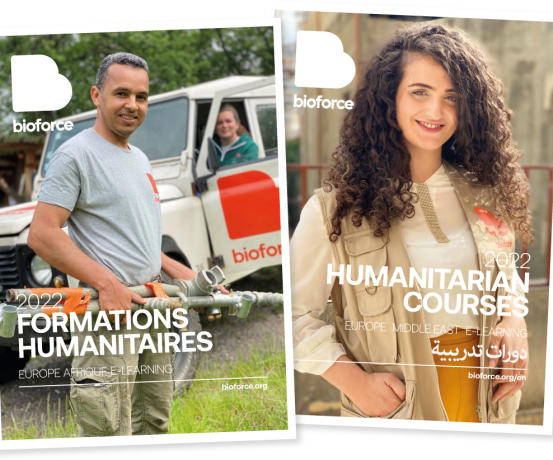 bioforce
biofor
2022
FORMATIONS
HUMANITAIRES
EUROPE AFRIQUE E-LEARNING
bioforce.org
bioforce
2022
HUMANITARIAN
COURSES
EUROPE MIDDLE EAST E-LEARNING
دورات تدريبية
bioforce.org/en